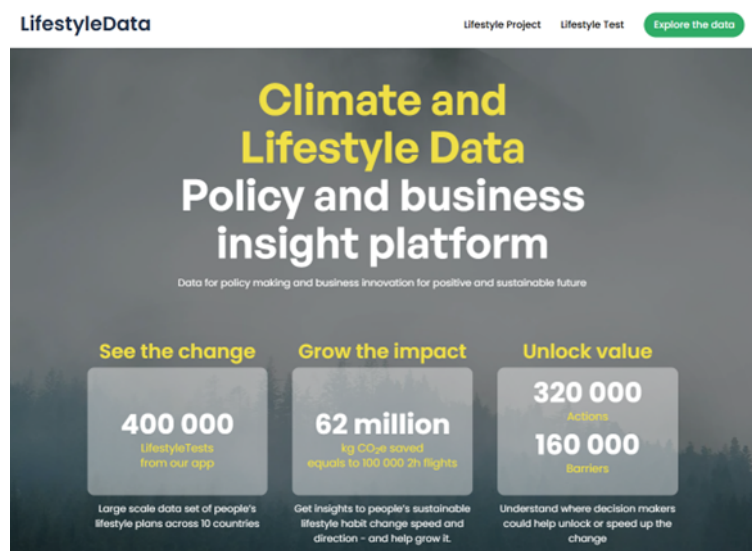 LifestyleData
Lifestyle Project
Lifestyle Test
Explore the data
Climate and
Lifestyle Data
Policy and business
insight platform
Data for policy making and business innovation for positive and sustainable future
See the change
400 000
LifestyleTests
from our app
Large scale data set of people's
lifestyle plans across 10 countries
Grow the impact
62 million
kg CO₂e saved
equals to 100 000 2h flights
Get insights to people's sustainable
lifestyle habit change speed and
direction - and help grow it.
Unlock value
320 000
Actions
160 000
Barriers
Understand where decision makers
could help unlock or speed up the
change